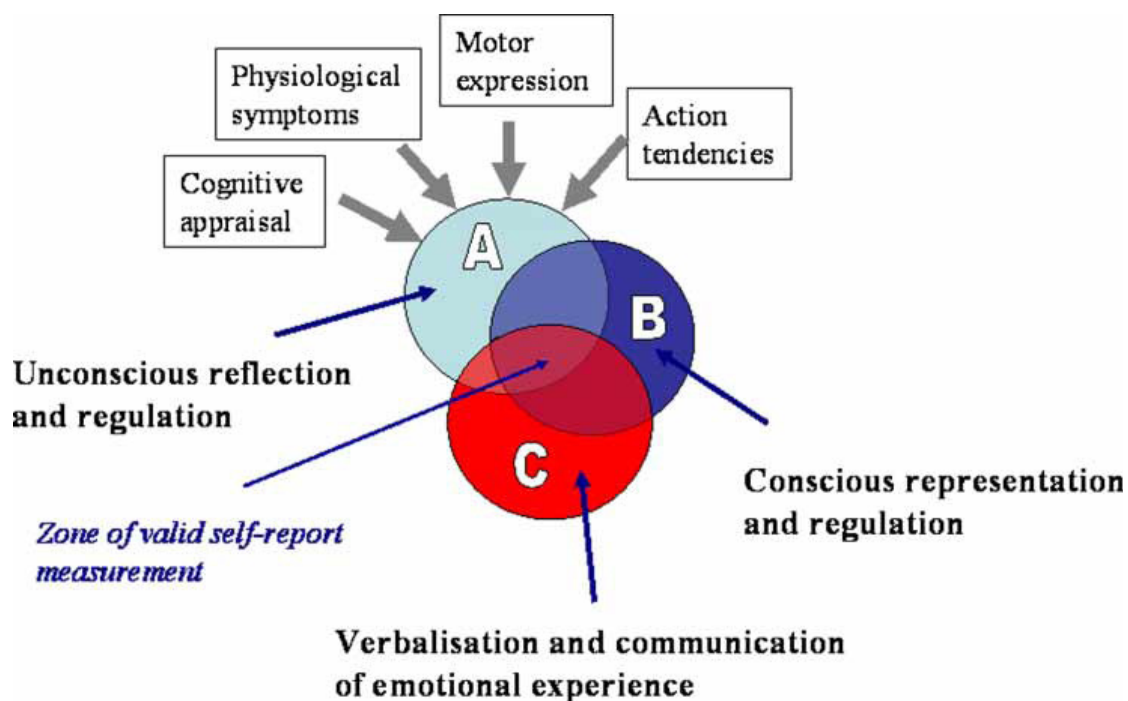 Motor
expression
Physiological
symptoms
Action
tendencies
Cognitive
appraisal
A
B
C
Unconscious reflection
and regulation
Zone of valid self-report
measurement
Conscious representation
and regulation
Verbalisation and communication
of emotional experience